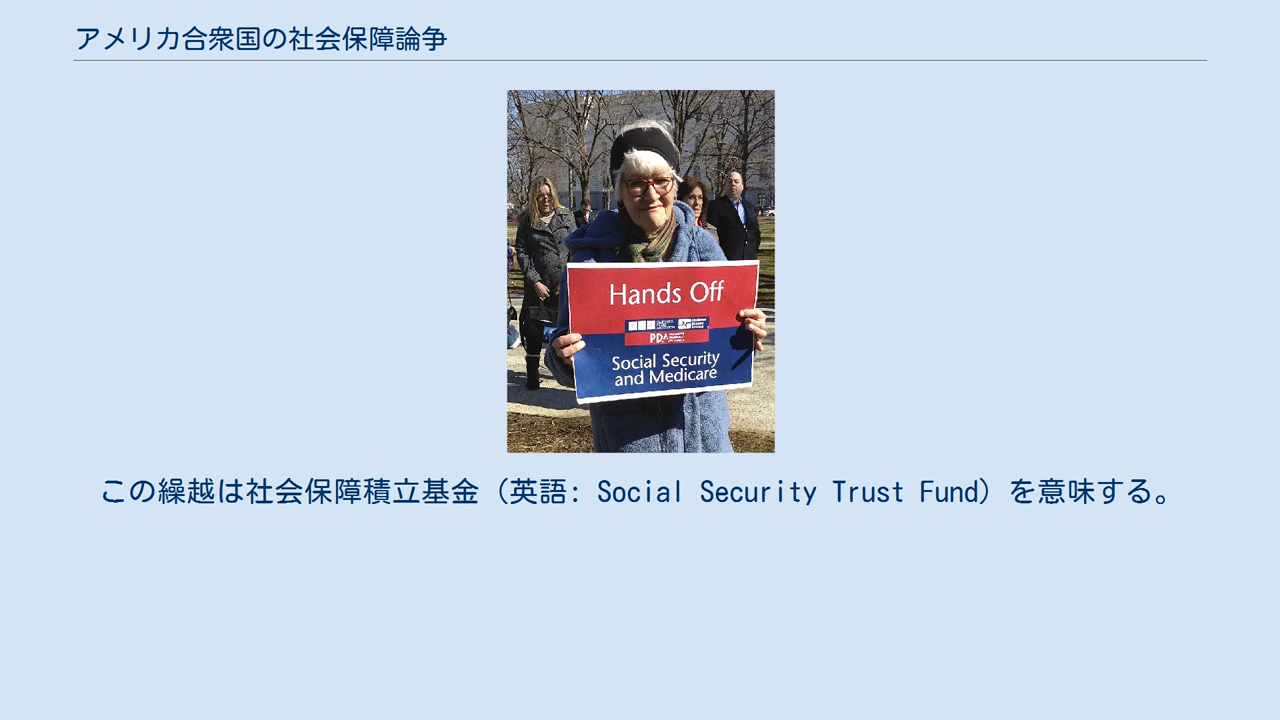 アメリカ合衆国の社会保障論争
Hands Off
PDA
Social Security
and Medicare
この繰越は社会保障積立基金（英語: Social Security Trust Fund）を意味する。